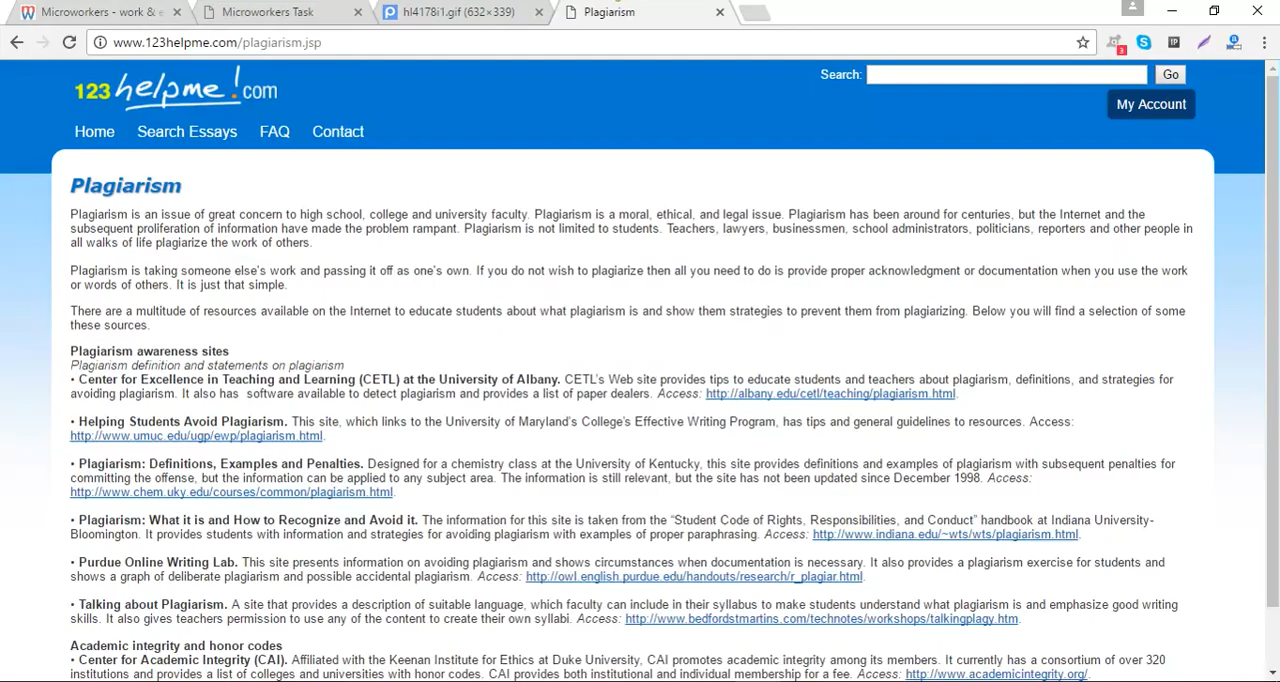 Microworkers - work & e
Microworkers Task
hl4178i1.gif (632×339)
Plagiarism
www.123helpme.com/plagiarism.jsp
3
IP
123helpme!.com
Search:
Go
My Account
Home
Search Essays
FAQ
Contact
Plagiarism
Plagiarism is an issue of great concern to high school, college and university faculty. Plagiarism is a moral, ethical, and legal issue. Plagiarism has been around for centuries, but the Internet and the
subsequent proliferation of information have made the problem rampant. Plagiarism is not limited to students. Teachers, lawyers, businessmen, school administrators, politicians, reporters and other people in
all walks of life plagiarize the work of others.
Plagiarism is taking someone else's work and passing it off as one's own. If you do not wish to plagiarize then all you need to do is provide proper acknowledgment or documentation when you use the work
or words of others. It is just that simple.
There are a multitude of resources available on the Internet to educate students about what plagiarism is and show them strategies to prevent them from plagiarizing. Below you will find a selection of some
these sources.
Plagiarism awareness sites
Plagiarism definition and statements on plagiarism
• Center for Excellence in Teaching and Learning (CETL) at the University of Albany. CETL's Web site provides tips to educate students and teachers about plagiarism, definitions, and strategies for
avoiding plagiarism. It also has software available to detect plagiarism and provides a list of paper dealers. Access: http://albany.edu/cetl/teaching/plagiarism.html.
• Helping Students Avoid Plagiarism. This site, which links to the University of Maryland's College's Effective Writing Program, has tips and general guidelines to resources. Access:
http://www.umuc.edu/ugp/ewp/plagiarism.html.
• Plagiarism: Definitions, Examples and Penalties. Designed for a chemistry class at the University of Kentucky, this site provides definitions and examples of plagiarism with subsequent penalties for
committing the offense, but the information can be applied to any subject area. The information is still relevant, but the site has not been updated since December 1998. Access:
http://www.chem.uky.edu/courses/common/plagiarism.html.
• Plagiarism: What it is and How to Recognize and Avoid it. The information for this site is taken from the “Student Code of Rights, Responsibilities, and Conduct” handbook at Indiana University-
Bloomington. It provides students with information and strategies for avoiding plagiarism with examples of proper paraphrasing. Access: http://www.indiana.edu/~wts/wts/plagiarism.html.
• Purdue Online Writing Lab. This site presents information on avoiding plagiarism and shows circumstances when documentation is necessary. It also provides a plagiarism exercise for students and
shows a graph of deliberate plagiarism and possible accidental plagiarism. Access: http://owl.english.purdue.edu/handouts/research/r_plagiar.html.
• Talking about Plagiarism. A site that provides a description of suitable language, which faculty can include in their syllabus to make students understand what plagiarism is and emphasize good writing
skills. It also gives teachers permission to use any of the content to create their own syllabi. Access: http://www.bedfordstmartins.com/technotes/workshops/talkingplagy.htm.
Academic integrity and honor codes
• Center for Academic Integrity (CAI). Affiliated with the Keenan Institute for Ethics at Duke University, CAI promotes academic integrity among its members. It currently has a consortium of over 320
institutions and provides a list of colleges and universities with honor codes. CAI provides both institutional and individual membership for a fee. Access: http://www.academicintegrity.org/.